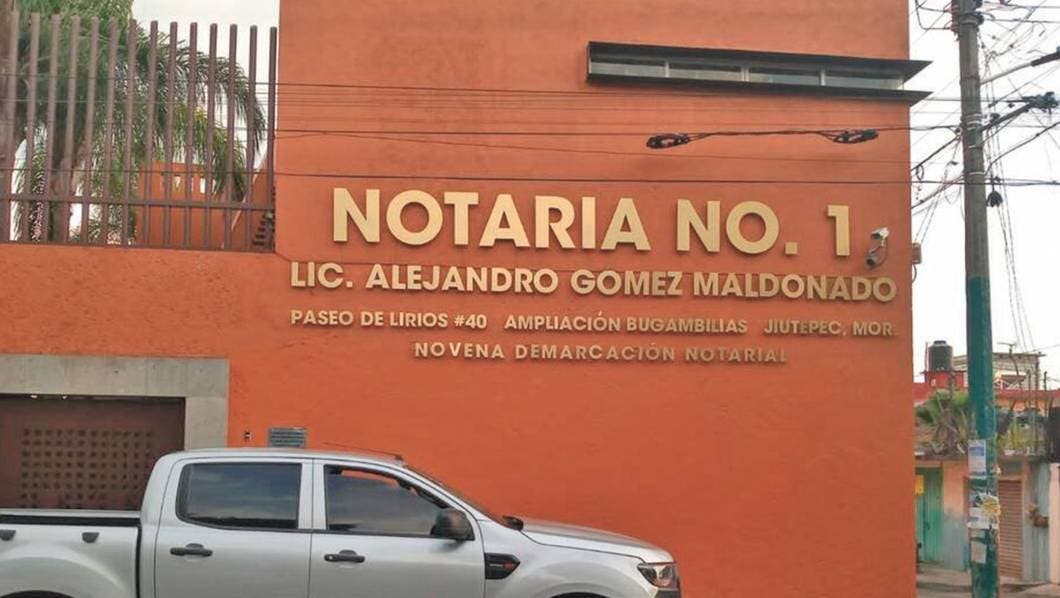 NOTARIA NO. 1
LIC. ALEJANDRO GOMEZ MALDONADO
PASEO DE LIRIOS #40 AMPLIACIÓN BUGAMBILIAS JIUTEPEC, MOR.
NOVENA DEMARCACIÓN NOTARIAL